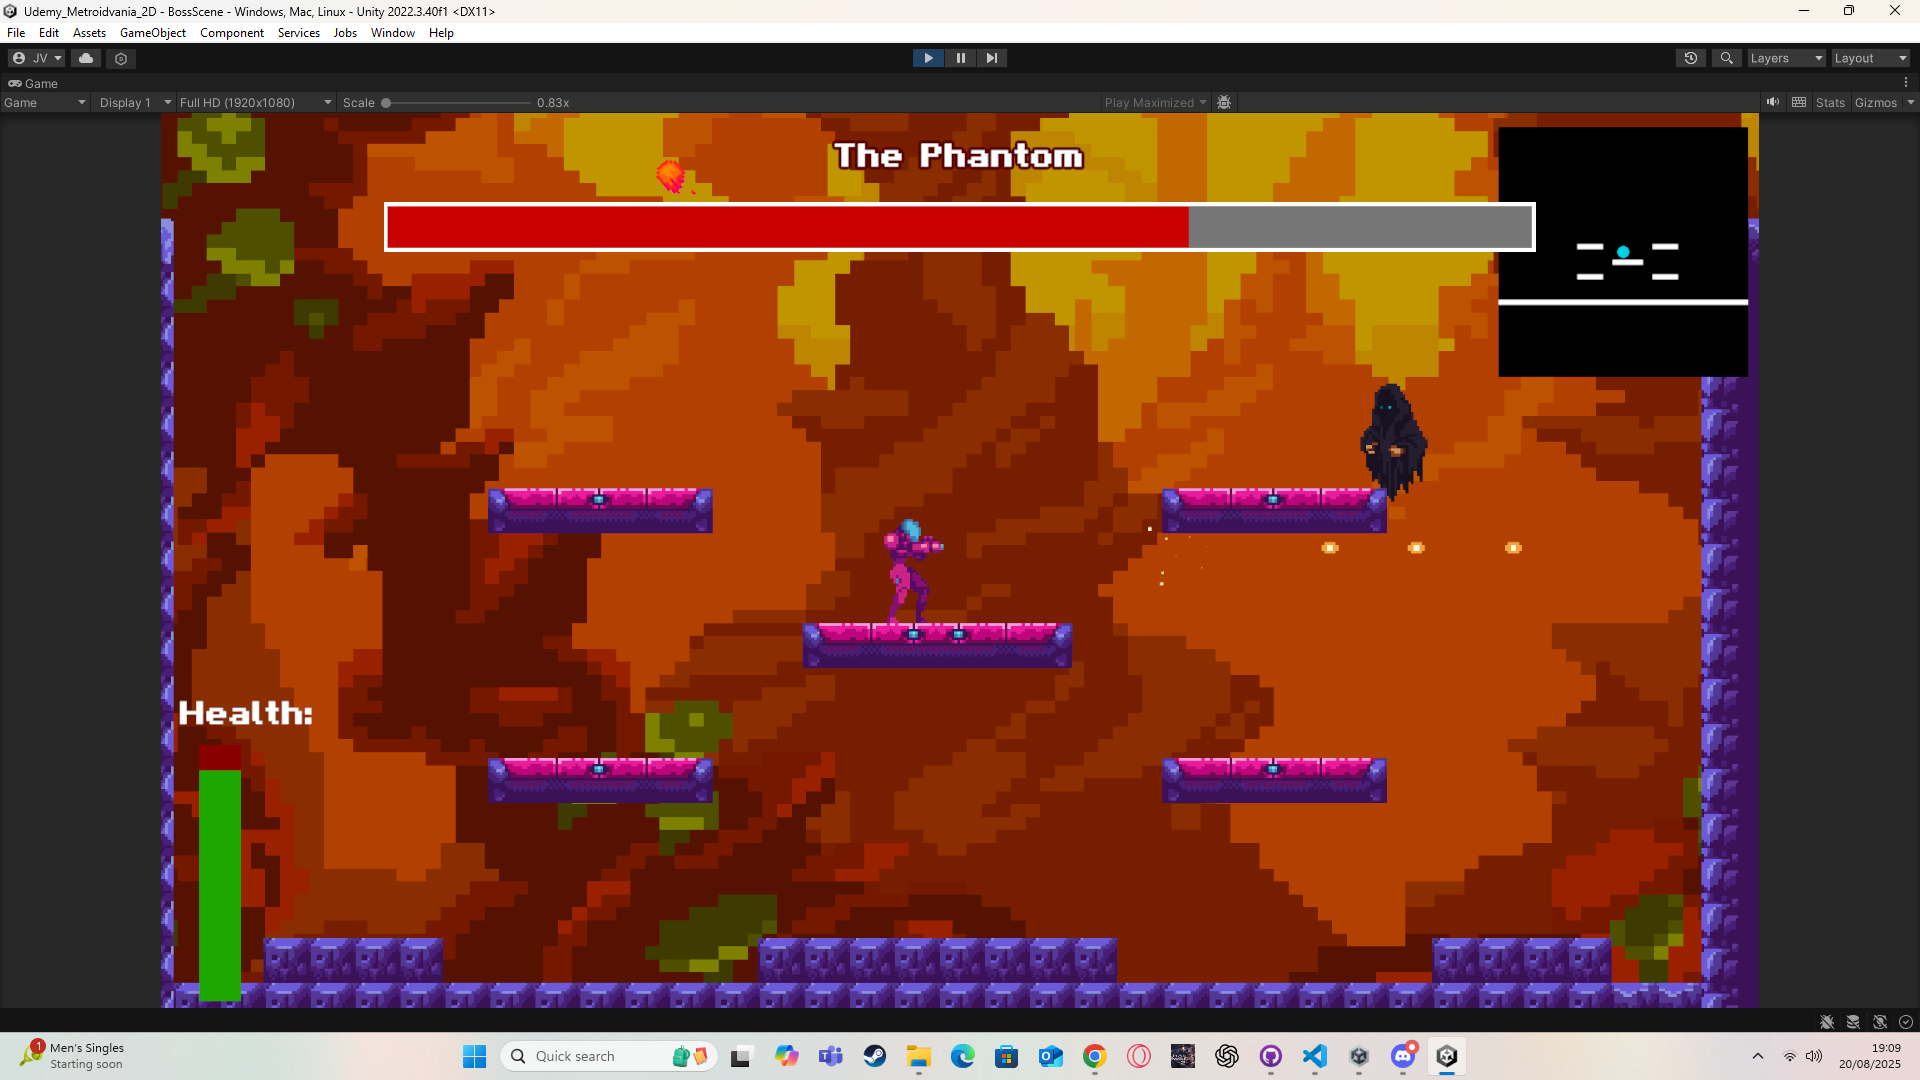 Udemy_Metroidvania_2D - BossScene - Windows, Mac, Linux - Unity 2022.3.40f1 <DX11>
File Edit Assets GameObject Component Services Jobs Window Help
JV Layers Layout
Game
Game Display 1 Full HD (1920x1080) Scale 0.83x Play Maximized Stats Gizmos
The Phantom
Health:
1 Men's Singles
Starting soon
Quick search
19:09
20/08/2025